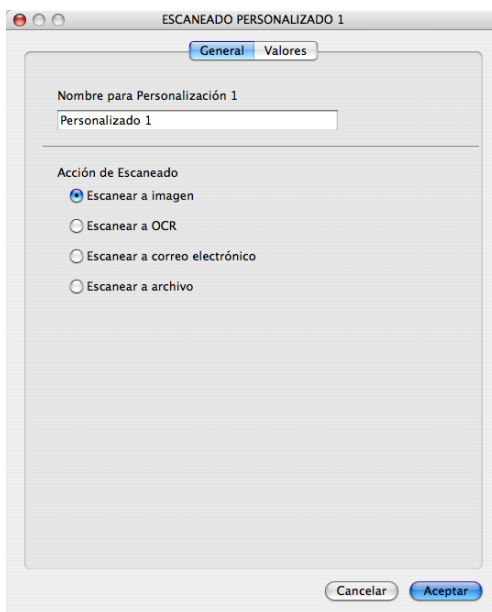 ESCANEADO PERSONALIZADO 1
General Valores
Nombre para Personalización 1
Personalizado 1
Acción de Escaneado
Escanear a imagen
Escanear a OCR
Escanear a correo electrónico
Escanear a archivo
Cancelar Aceptar